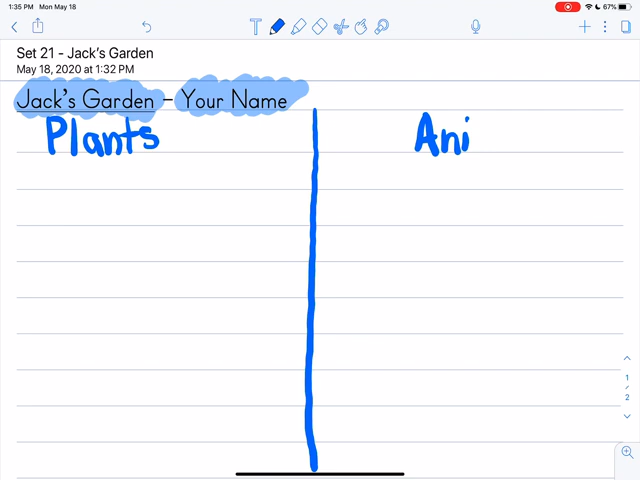 1:35 PM Mon May 18
67%
Set 21 - Jack's Garden
May 18, 2020 at 1:32 PM
Jack's Garden – Your Name
Plants Ani
1
/
2